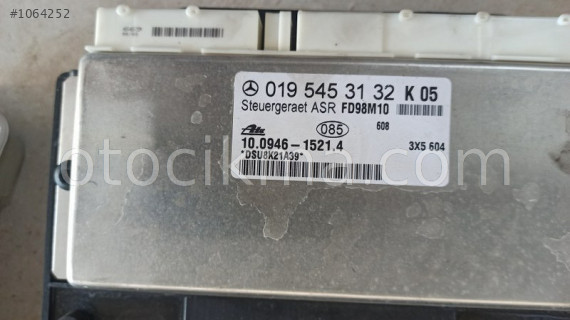 #1064252
019 545 31 32 K 05
Steuergeraet ASR FD98M10
085 608
Ate
10.0946-1521.4 3X5 604
*DSU8K21A39*
otocikma.com